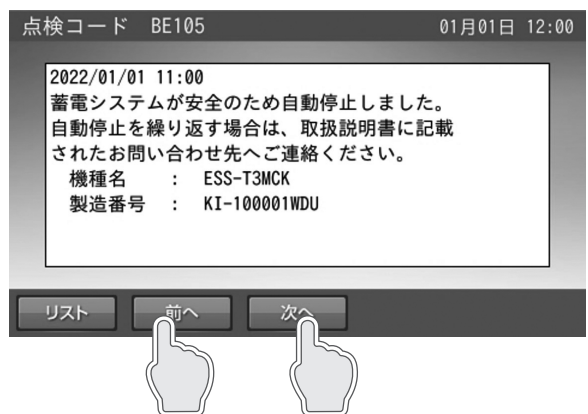 点検コード BE105 01月01日 12:00
2022/01/01 11:00
蓄電システムが安全のため自動停止しました。
自動停止を繰り返す場合は、取扱説明書に記載
されたお問い合わせ先へご連絡ください。
機種名 : ESS-T3MCK
製造番号 : KI-100001WDU
リスト 前へ 次へ